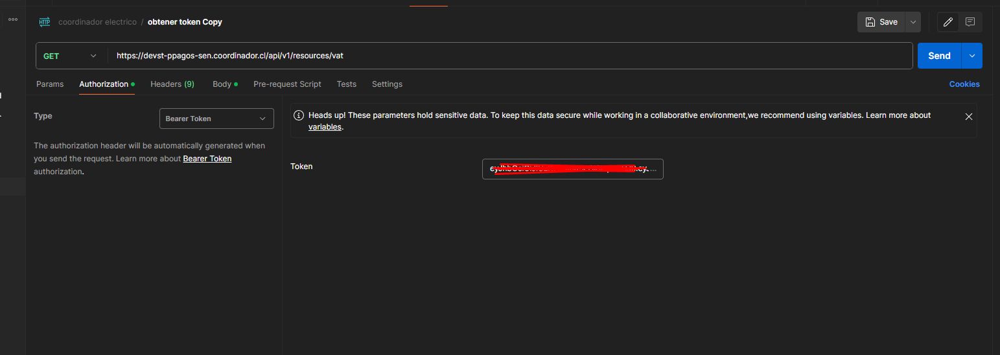 HTTP coordinador electrico / obtener token Copy
Save
GET https://devst-ppagos-sen.coordinador.cl/api/v1/resources/vat
Send
Params Authorization Headers (9) Body Pre-request Script Tests Settings
Cookies
Type
Bearer Token
The authorization header will be automatically generated when
you send the request. Learn more about Bearer Token
authorization.
Heads up! These parameters hold sensitive data. To keep this data secure while working in a collaborative environment,we recommend using variables. Learn more about
variables.
Token